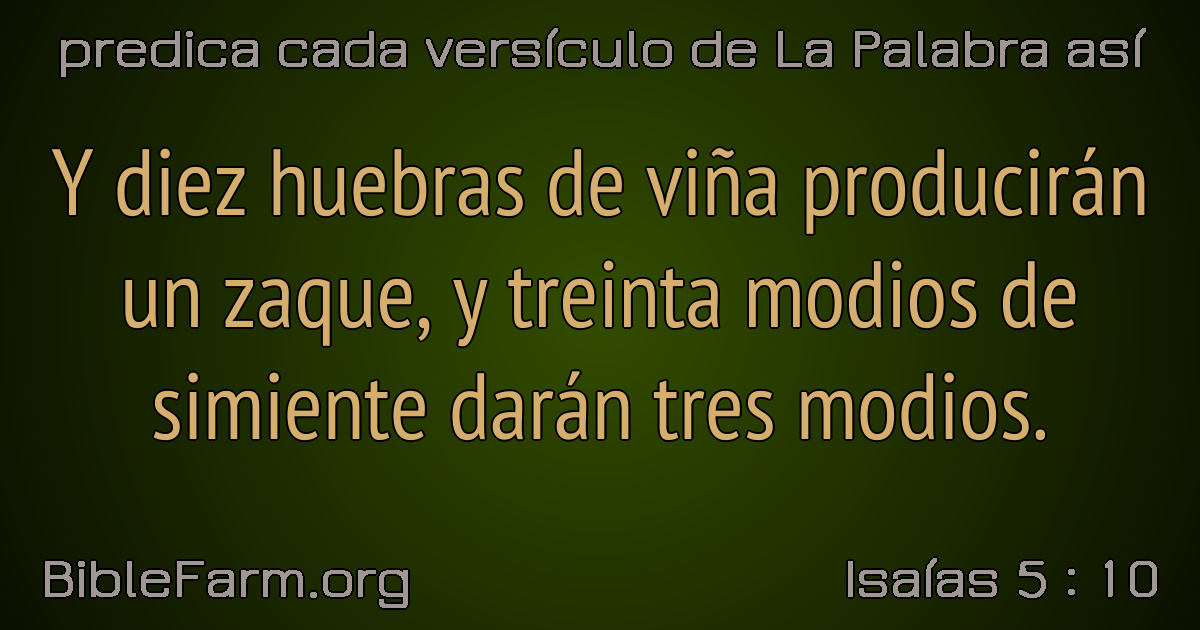 predica cada versículo de La Palabra así
Y diez huebras de viña producirán
un zaque, y treinta modios de
simiente darán tres modios.
BibleFarm.org
Isaías 5 : 10